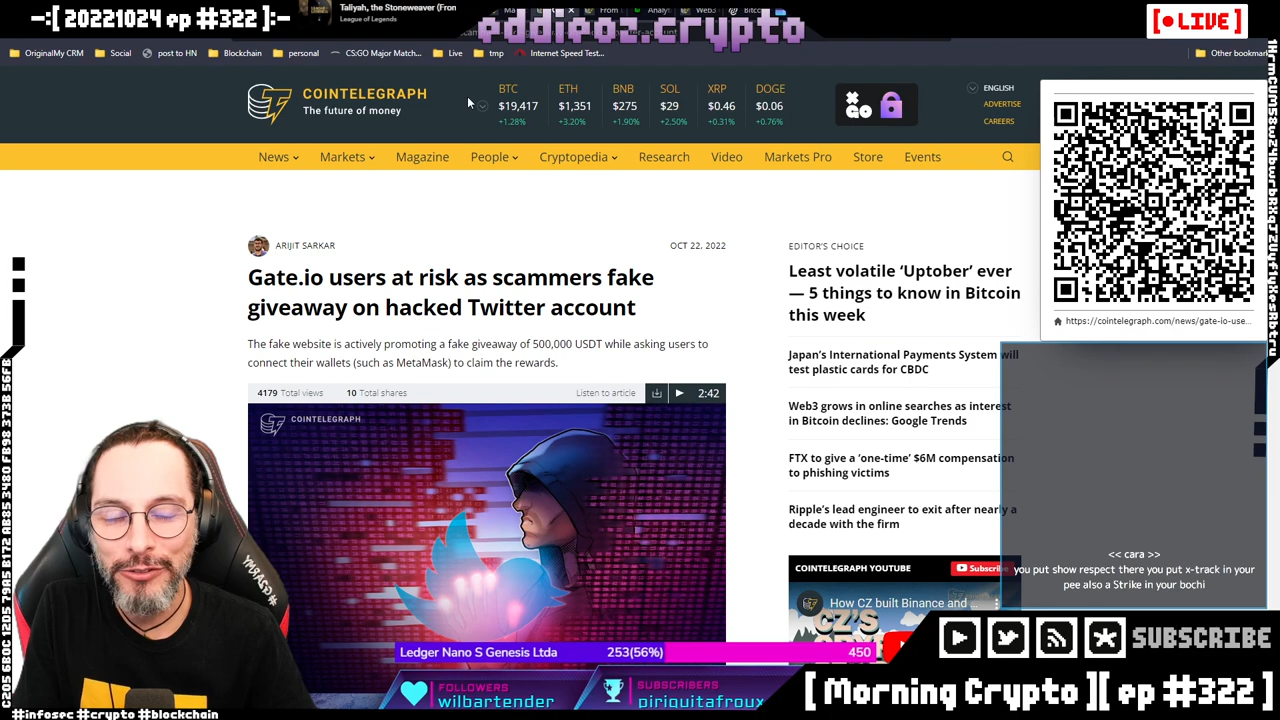 -:[ 20221024 ep #322 ]:-
Taliyah, the Stoneweaver (Fron
League of Legends
eddieoz.crypto
[ LIVE ]
OriginalMy CRM
Social
post to HN
Blockchain
personal
CS:GO Major Match...
Live
tmp
Internet Speed Test...
Other bookmar
COINTELEGRAPH
The future of money
BTC ETH BNB SOL XRP DOGE
$19,417 $1,351 $275 $29 $0.46 $0.06
+1.28% +3.20% +1.90% +2.50% +0.31% +0.76%
ENGLISH
ADVERTISE
CAREERS
News Markets Magazine People Cryptopedia Research Video Markets Pro Store Events
ARIJIT SARKAR
OCT 22, 2022
Gate.io users at risk as scammers fake
giveaway on hacked Twitter account
The fake website is actively promoting a fake giveaway of 500,000 USDT while asking users to
connect their wallets (such as MetaMask) to claim the rewards.
4179 Total views 10 Total shares Listen to article 2:42
COINTELEGRAPH
EDITOR'S CHOICE
Least volatile ‘Uptober’ ever
— 5 things to know in Bitcoin
this week
Japan's International Payments System will
test plastic cards for CBDC
Web3 grows in online searches as interest
in Bitcoin declines: Google Trends
FTX to give a ‘one-time’ $6M compensation
to phishing victims
Ripple's lead engineer to exit after nearly a
decade with the firm
COINTELEGRAPH YOUTUBE
Subscribe
How CZ built Binance and ...
CZ'S
https://cointelegraph.com/news/gate-io-use...
<< cara >>
you put show respect there you put x-track in your
pee also a Strike in your bochi
Ledger Nano S Genesis Ltda 253(56%) 450
FOLLOWERS
wilbartender
SUBSCRIBERS
piriquitafroux
SUBSCRIBE
[ Morning Crypto ][ ep #322 ]
#infosec #crypto #blockchain